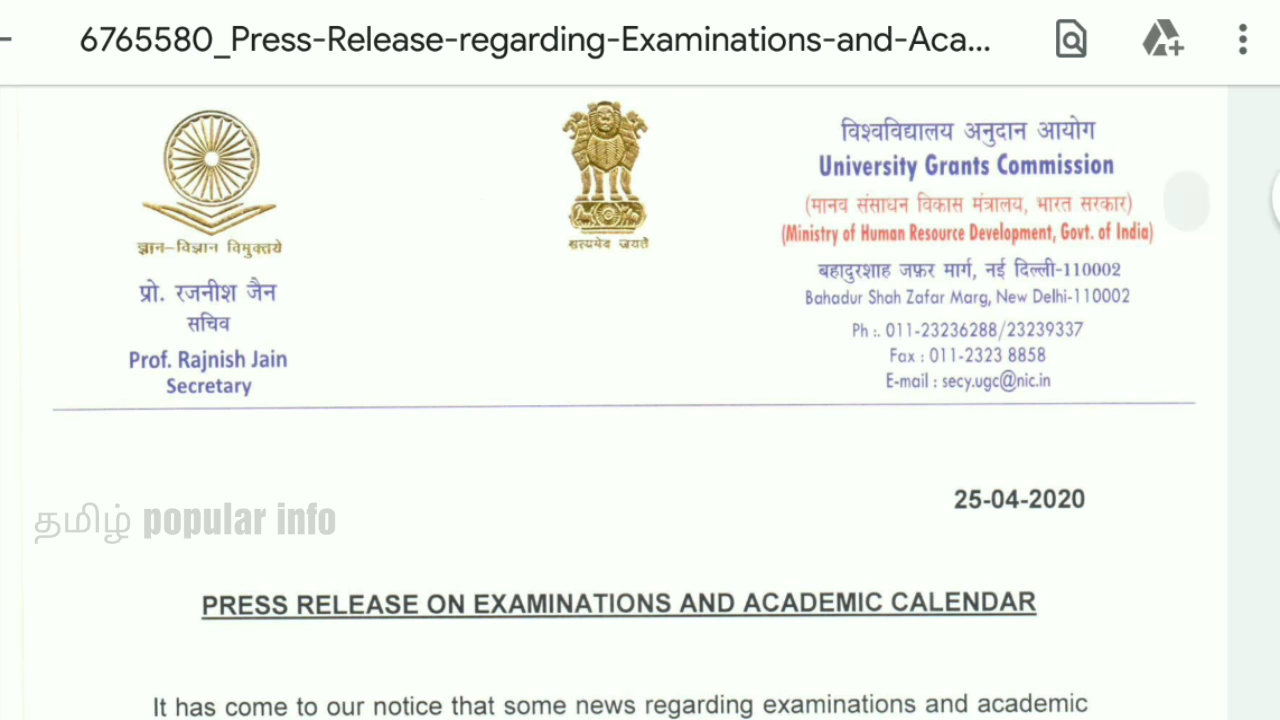 6765580_Press-Release-regarding-Examinations-and-Aca...
ज्ञान-विज्ञान विमुक्तये
प्रो. रजनीश जैन
सचिव
Prof. Rajnish Jain
Secretary
सत्यमेव जयते
विश्वविद्यालय अनुदान आयोग
University Grants Commission
(मानव संसाधन विकास मंत्रालय, भारत सरकार)
(Ministry of Human Resource Development, Govt. of India)
बहादुरशाह जफ़र मार्ग, नई दिल्ली-110002
Bahadur Shah Zafar Marg, New Delhi-110002
Ph :. 011-23236288/23239337
Fax : 011-2323 8858
E-mail : secy.ugc@nic.in
25-04-2020
தமிழ் popular info
PRESS RELEASE ON EXAMINATIONS AND ACADEMIC CALENDAR
It has come to our notice that some news regarding examinations and academic